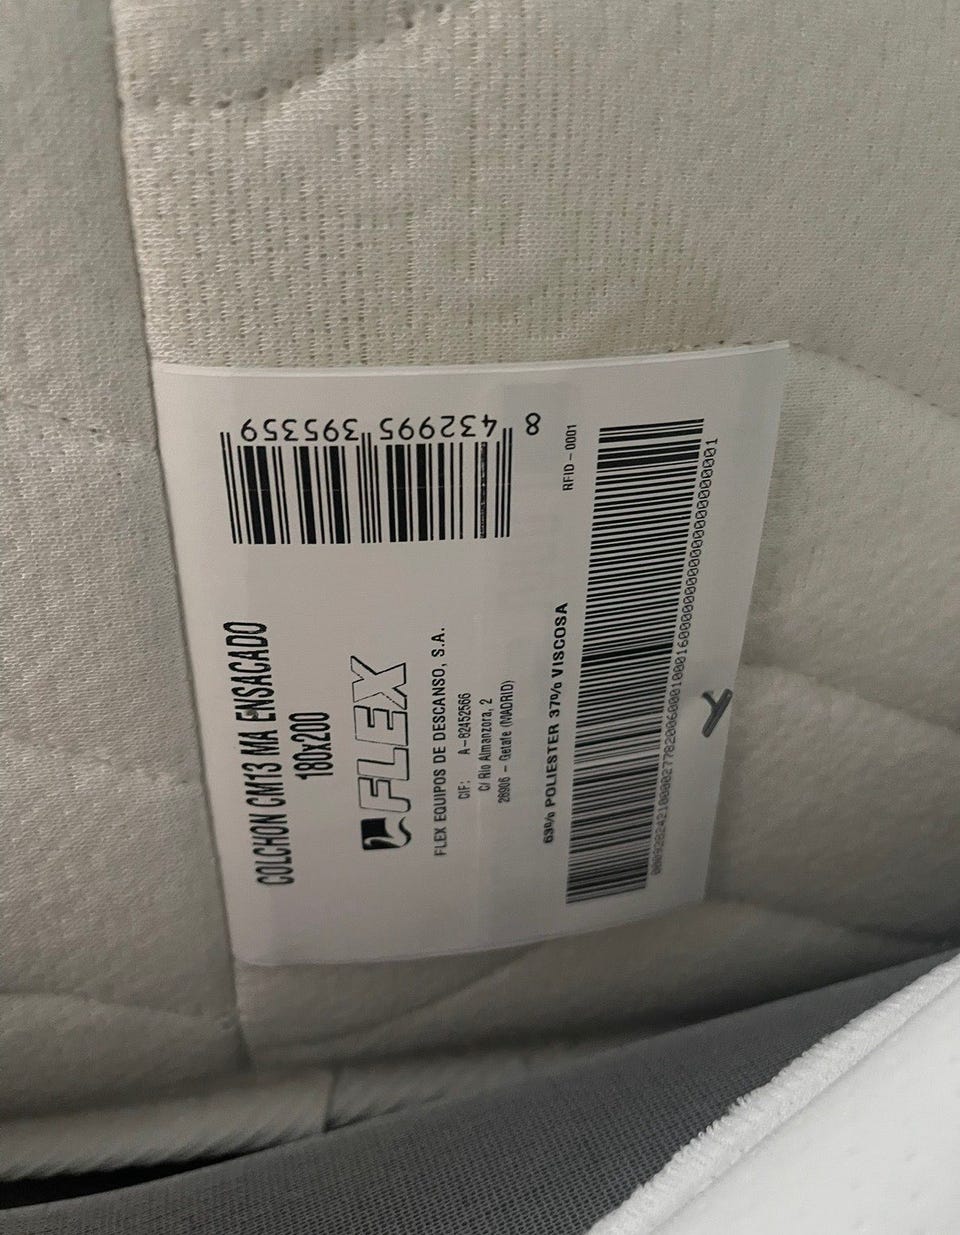 COLCHON CM13 MA ENSACADO
180x200
FLEX
FLEX EQUIPOS DE DESCANSO, S.A.
CIF: A-82452566
C/ Rio Almanzora, 2
28906 - Getafe (MADRID)
8 432995 395359
63% POLIESTER 37% VISCOSA
RFID - 0001